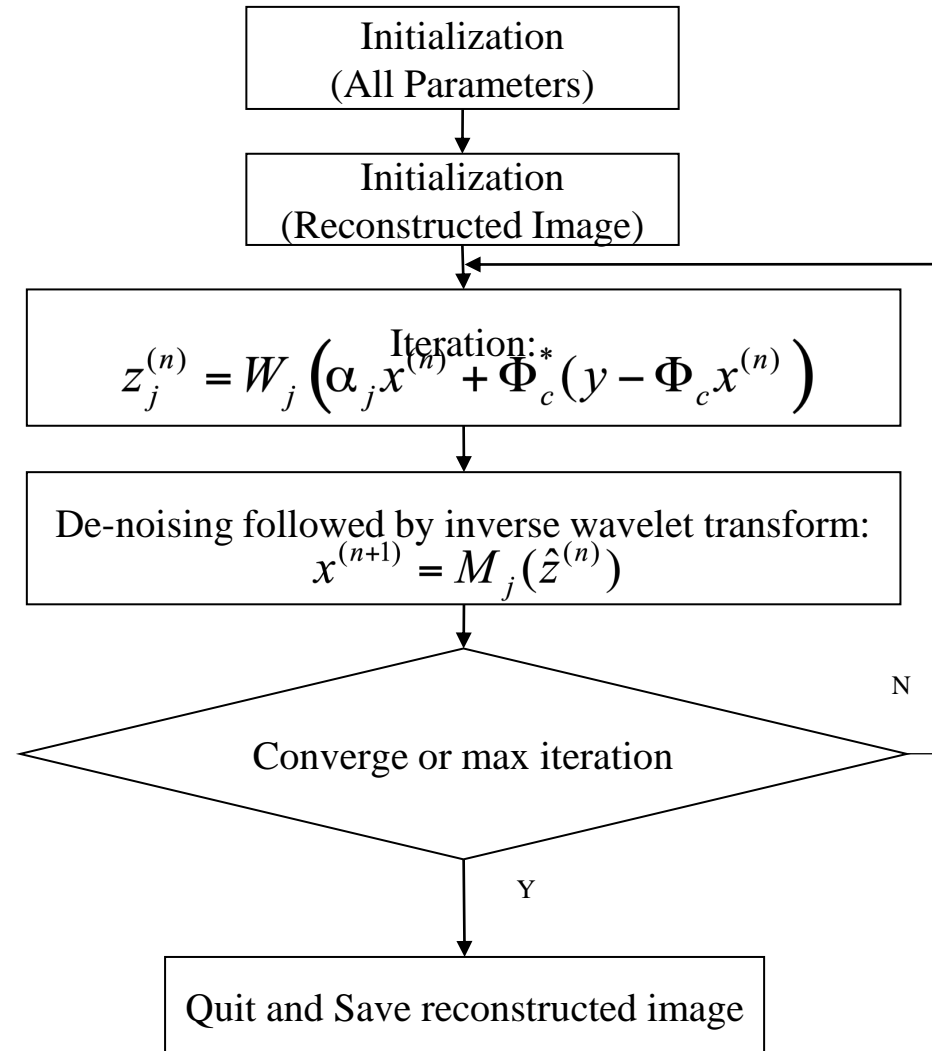 Initialization
(All Parameters)
Initialization
(Reconstructed Image)
Iteration:
z_j^{(n)} = W_j (α_j x^{(n)} + Φ_c^* (y − Φ_c x^{(n)})
De-noising followed by inverse wavelet transform:
x^{(n+1)} = M_j (ẑ^{(n)})
N
Converge or max iteration
Y
Quit and Save reconstructed image